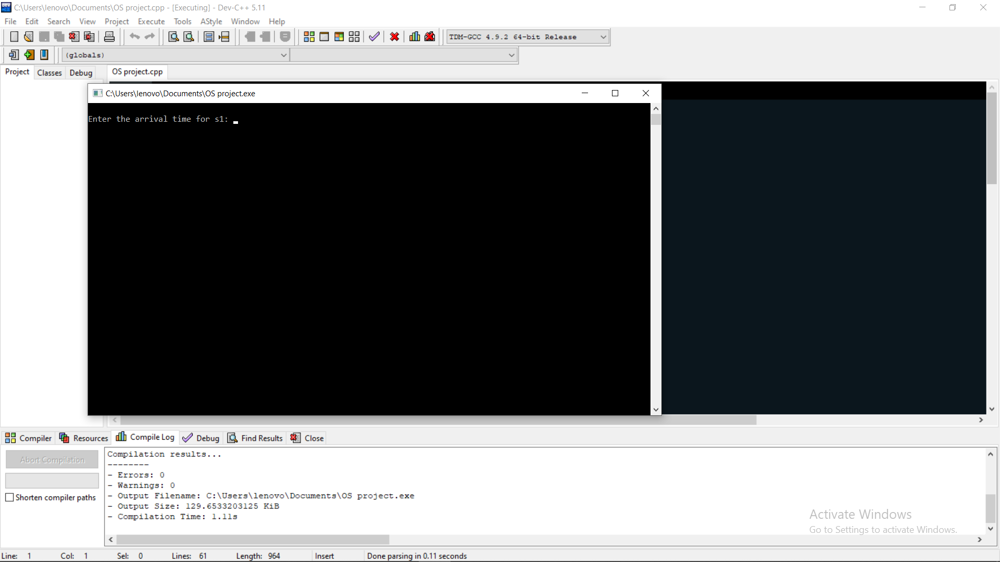 C:\Users\lenovo\Documents\OS project.cpp - [Executing] - Dev-C++ 5.11
File Edit Search View Project Execute Tools AStyle Window Help
TDM-GCC 4.9.2 64-bit Release
(globals)
Project Classes Debug OS project.cpp
C:\Users\lenovo\Documents\OS project.exe
Enter the arrival time for s1:
Compiler Resources Compile Log Debug Find Results Close
Abort Compilation
Shorten compiler paths
Compilation results...
--------
- Errors: 0
- Warnings: 0
- Output Filename: C:\Users\lenovo\Documents\OS project.exe
- Output Size: 129.6533203125 KiB
- Compilation Time: 1.11s
Activate Windows
Go to Settings to activate Windows.
Line: 1 Col: 1 Sel: 0 Lines: 61 Length: 964 Insert Done parsing in 0.11 seconds